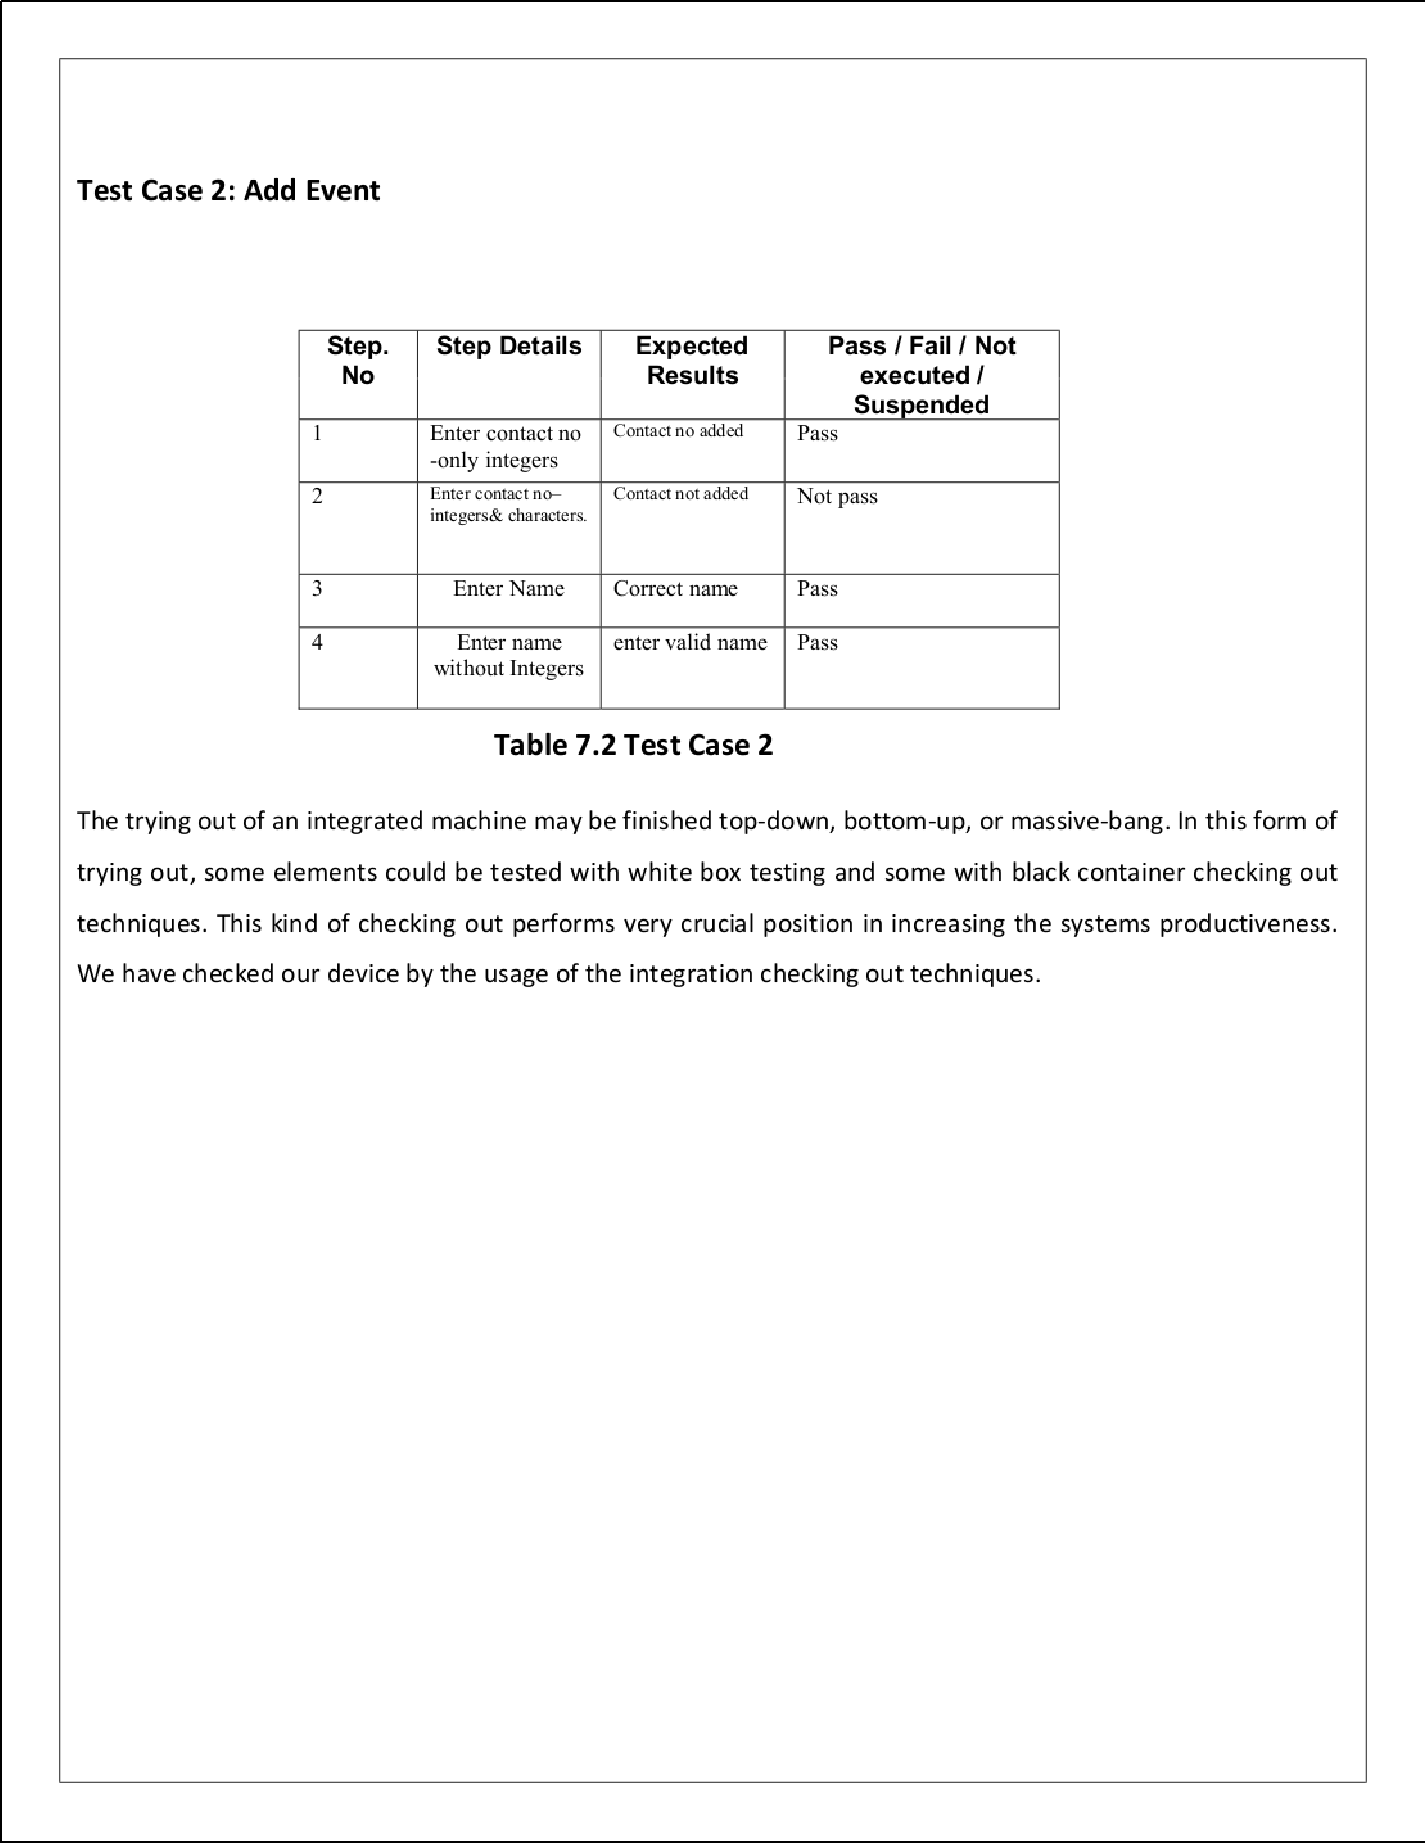 Test Case 2: Add Event
Step. No
Step Details
Expected Results
Pass / Fail / Not executed / Suspended
1
Enter contact no
-only integers
Contact no added
Pass
2
Enter contact no–
integers& characters.
Contact not added
Not pass
3
Enter Name
Correct name
Pass
4
Enter name
without Integers
enter valid name
Pass
Table 7.2 Test Case 2
The trying out of an integrated machine may be finished top-down, bottom-up, or massive-bang. In this form of
trying out, some elements could be tested with white box testing and some with black container checking out
techniques. This kind of checking out performs very crucial position in increasing the systems productiveness.
We have checked our device by the usage of the integration checking out techniques.